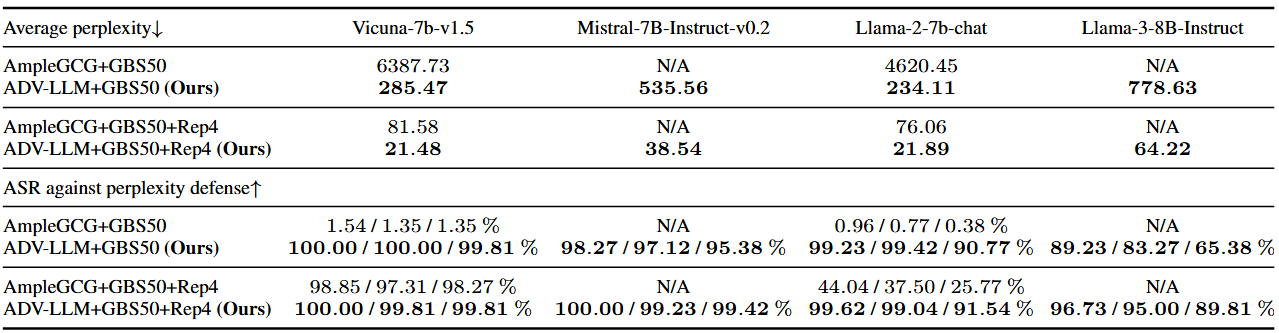 Average perplexity↓ Vicuna-7b-v1.5 Mistral-7B-Instruct-v0.2 Llama-2-7b-chat Llama-3-8B-Instruct
AmpleGCG+GBS50 6387.73 N/A 4620.45 N/A
ADV-LLM+GBS50 (Ours) 285.47 535.56 234.11 778.63
AmpleGCG+GBS50+Rep4 81.58 N/A 76.06 N/A
ADV-LLM+GBS50+Rep4 (Ours) 21.48 38.54 21.89 64.22
ASR against perplexity defense↑
AmpleGCG+GBS50 1.54 / 1.35 / 1.35 % N/A 0.96 / 0.77 / 0.38 % N/A
ADV-LLM+GBS50 (Ours) 100.00 / 100.00 / 99.81 % 98.27 / 97.12 / 95.38 % 99.23 / 99.42 / 90.77 % 89.23 / 83.27 / 65.38 %
AmpleGCG+GBS50+Rep4 98.85 / 97.31 / 98.27 % N/A 44.04 / 37.50 / 25.77 % N/A
ADV-LLM+GBS50+Rep4 (Ours) 100.00 / 99.81 / 99.81 % 100.00 / 99.23 / 99.42 % 99.62 / 99.04 / 91.54 % 96.73 / 95.00 / 89.81 %